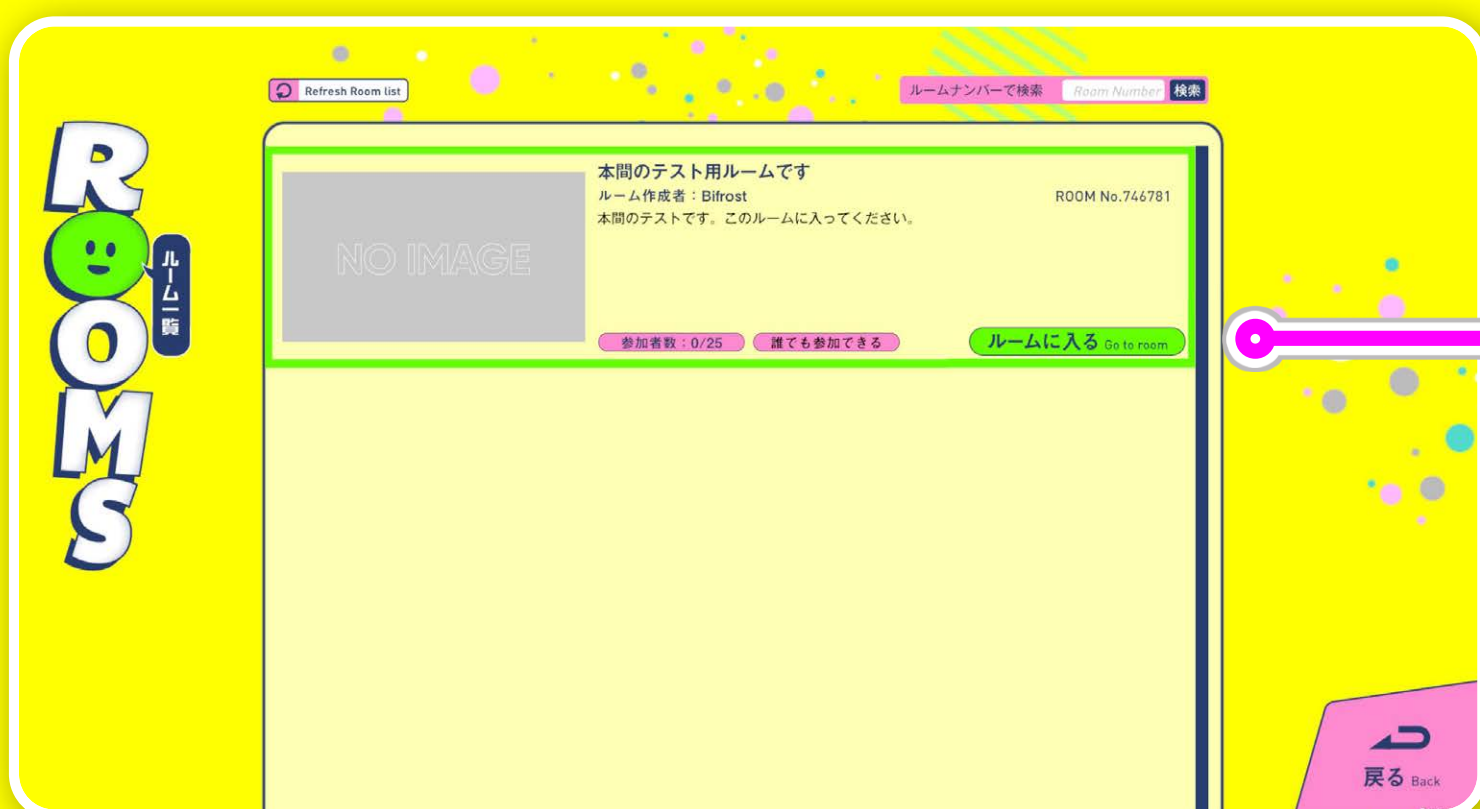 Refresh Room list
ルームナンバーで検索 Room Number 検索
ROOMS
ルーム一覧
NO IMAGE
本間のテスト用ルームです
ルーム作成者：Bifrost
ROOM No.746781
本間のテストです。このルームに入ってください。
参加者数：0/25
誰でも参加できる
ルームに入る Go to room
戻る Back